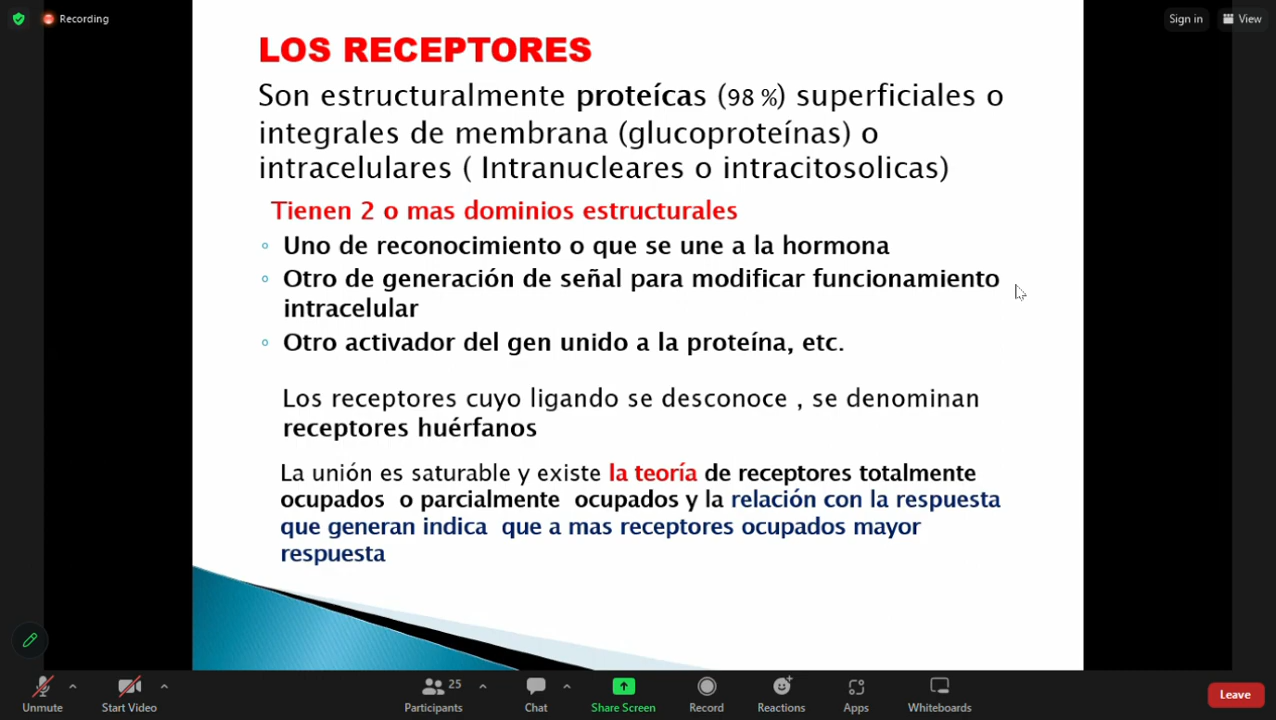 Recording
Sign in
View
LOS RECEPTORES
Son estructuralmente proteícas (98 %) superficiales o
integrales de membrana (glucoproteínas) o
intracelulares ( Intranucleares o intracitosolicas)
Tienen 2 o mas dominios estructurales
Uno de reconocimiento o que se une a la hormona
Otro de generación de señal para modificar funcionamiento
intracelular
Otro activador del gen unido a la proteína, etc.
Los receptores cuyo ligando se desconoce , se denominan
receptores huérfanos
La unión es saturable y existe la teoría de receptores totalmente
ocupados o parcialmente ocupados y la relación con la respuesta
que generan indica que a mas receptores ocupados mayor
respuesta
25
Unmute
Start Video
Participants
Chat
Share Screen
Record
Reactions
Apps
Whiteboards
Leave